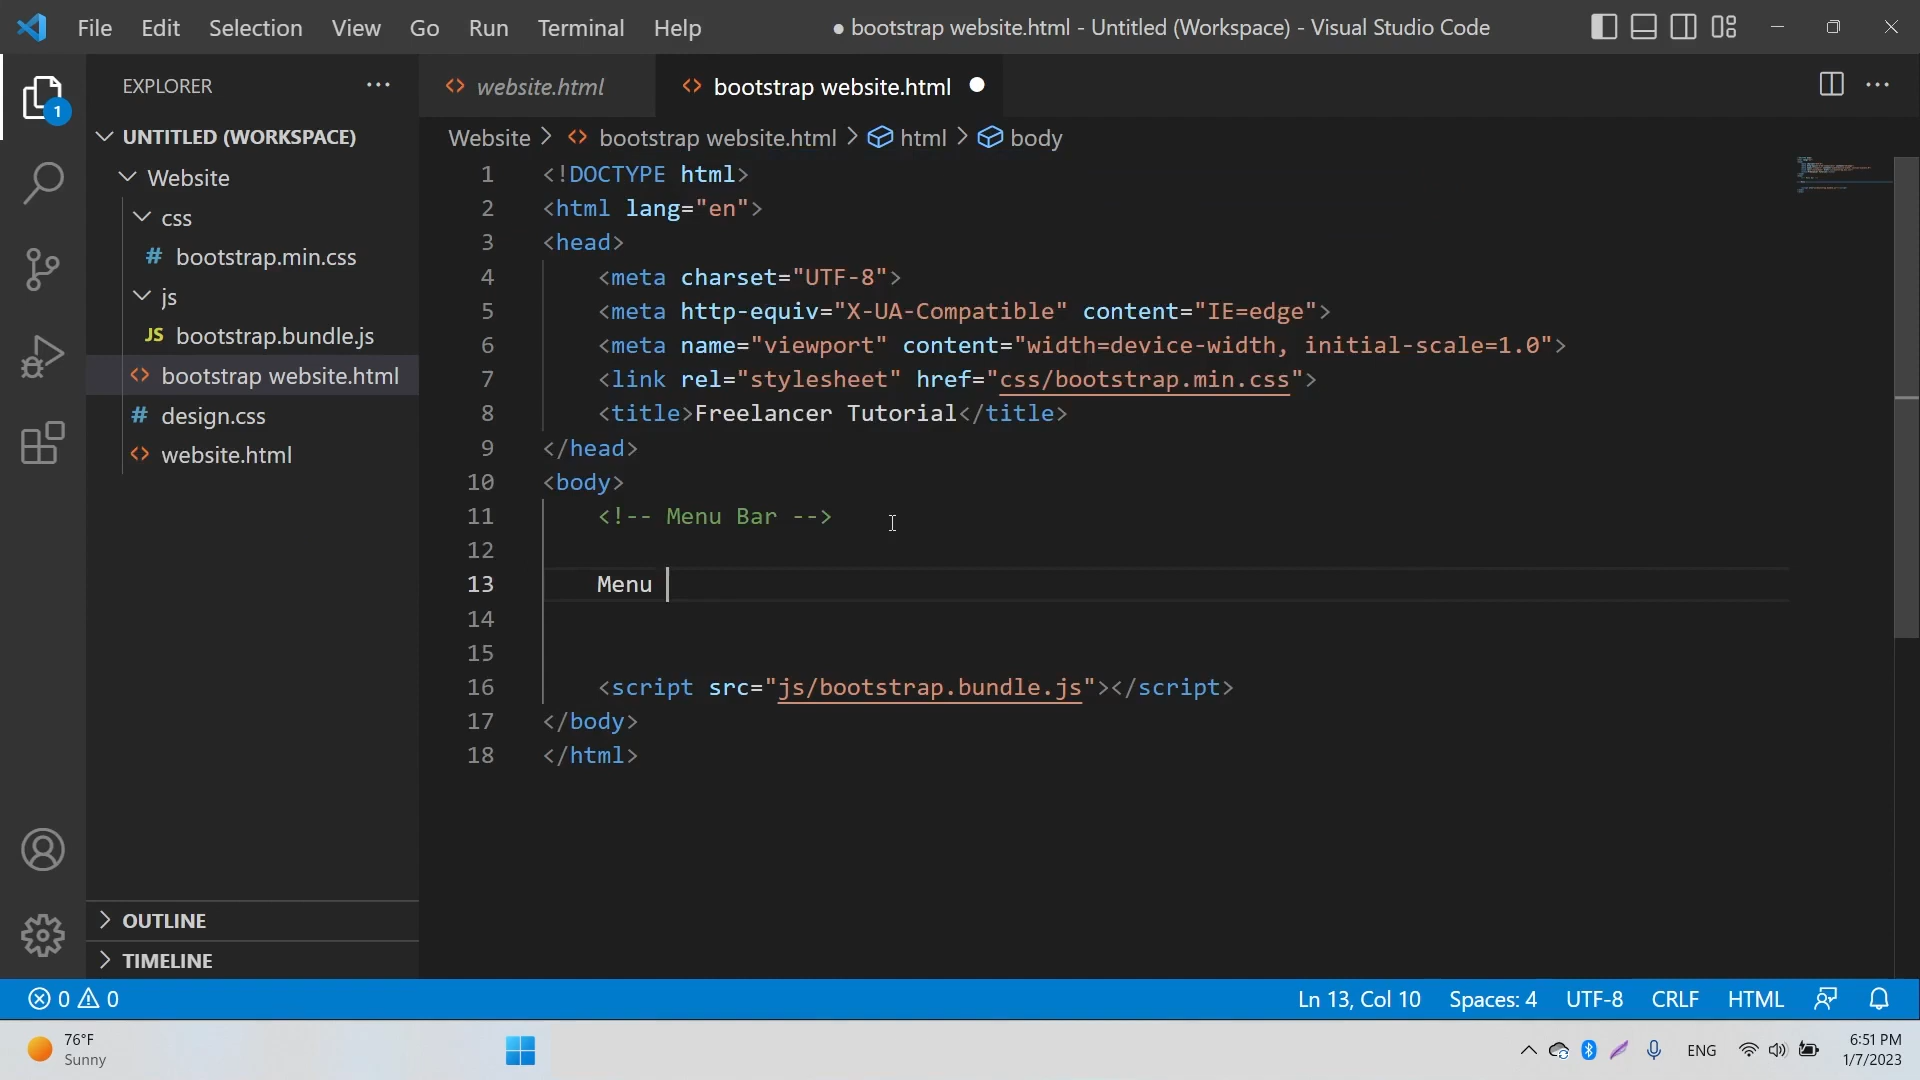 File Edit Selection View Go Run Terminal Help
● bootstrap website.html - Untitled (Workspace) - Visual Studio Code
1
EXPLORER
UNTITLED (WORKSPACE)
Website
css
# bootstrap.min.css
js
JS bootstrap.bundle.js
<> bootstrap website.html
# design.css
<> website.html
OUTLINE
TIMELINE
<> website.html
<> bootstrap website.html
Website > <> bootstrap website.html > html > body
1 <!DOCTYPE html>
2 <html lang="en">
3 <head>
4 <meta charset="UTF-8">
5 <meta http-equiv="X-UA-Compatible" content="IE=edge">
6 <meta name="viewport" content="width=device-width, initial-scale=1.0">
7 <link rel="stylesheet" href="css/bootstrap.min.css">
8 <title>Freelancer Tutorial</title>
9 </head>
10 <body>
11 <!-- Menu Bar -->
12
13 Menu
14
15
16 <script src="js/bootstrap.bundle.js"></script>
17 </body>
18 </html>
0 0
Ln 13, Col 10 Spaces: 4 UTF-8 CRLF HTML
76°F
Sunny
ENG
6:51 PM
1/7/2023